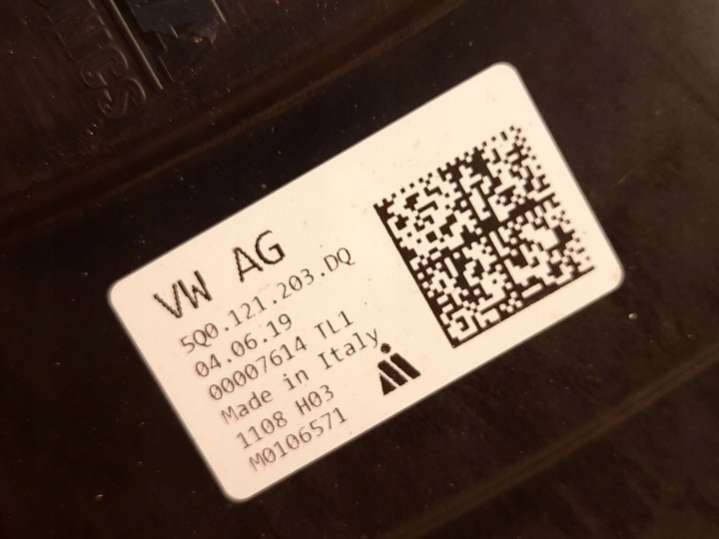 VW AG
5Q0.121.203.DQ
04.06.19
00007614 TL1
Made in Italy
1108 H03
M0106571